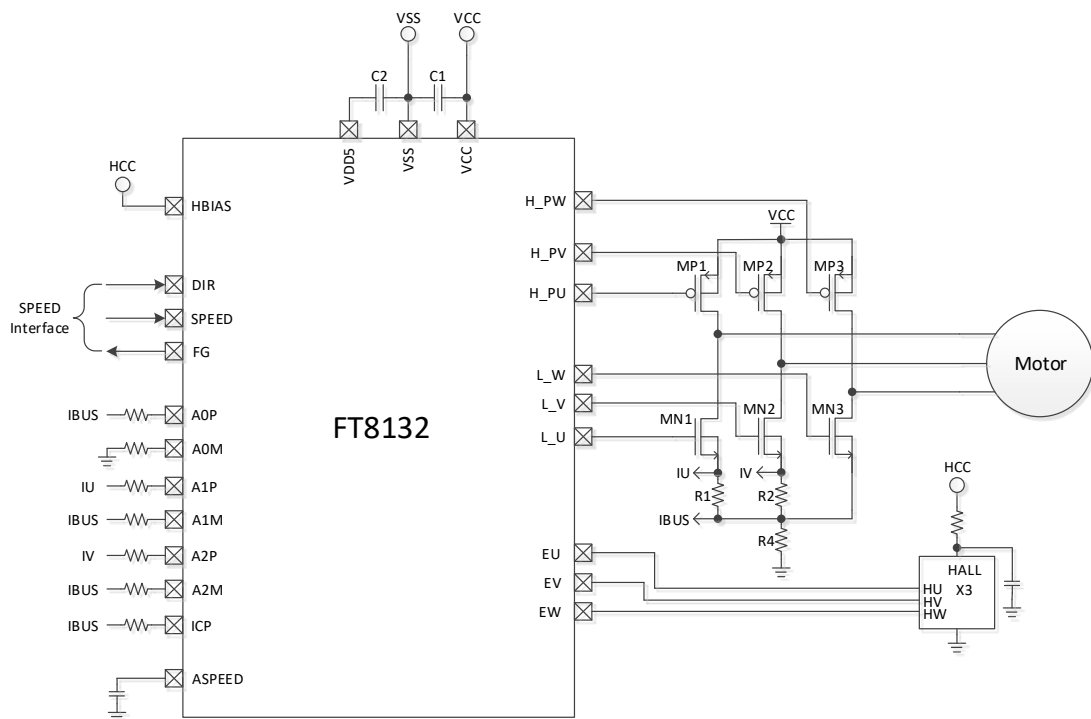 VSS VCC
C2 C1
VDD5 VSS VCC
HCC
HBIAS
H_PW
VCC
H_PV
MP1 MP2 MP3
DIR
H_PU
SPEED
Interface
SPEED
FG
Motor
L_W
L_V
IBUS A0P
MN1 MN2 MN3
FT8132
L_U
A0M
IU IV
HCC
IU A1P
R1 R2
IBUS A1M
IBUS
R4
IV A2P
EU
HALL
X3
IBUS A2M
EV
HU
HV
HW
EW
IBUS ICP
ASPEED